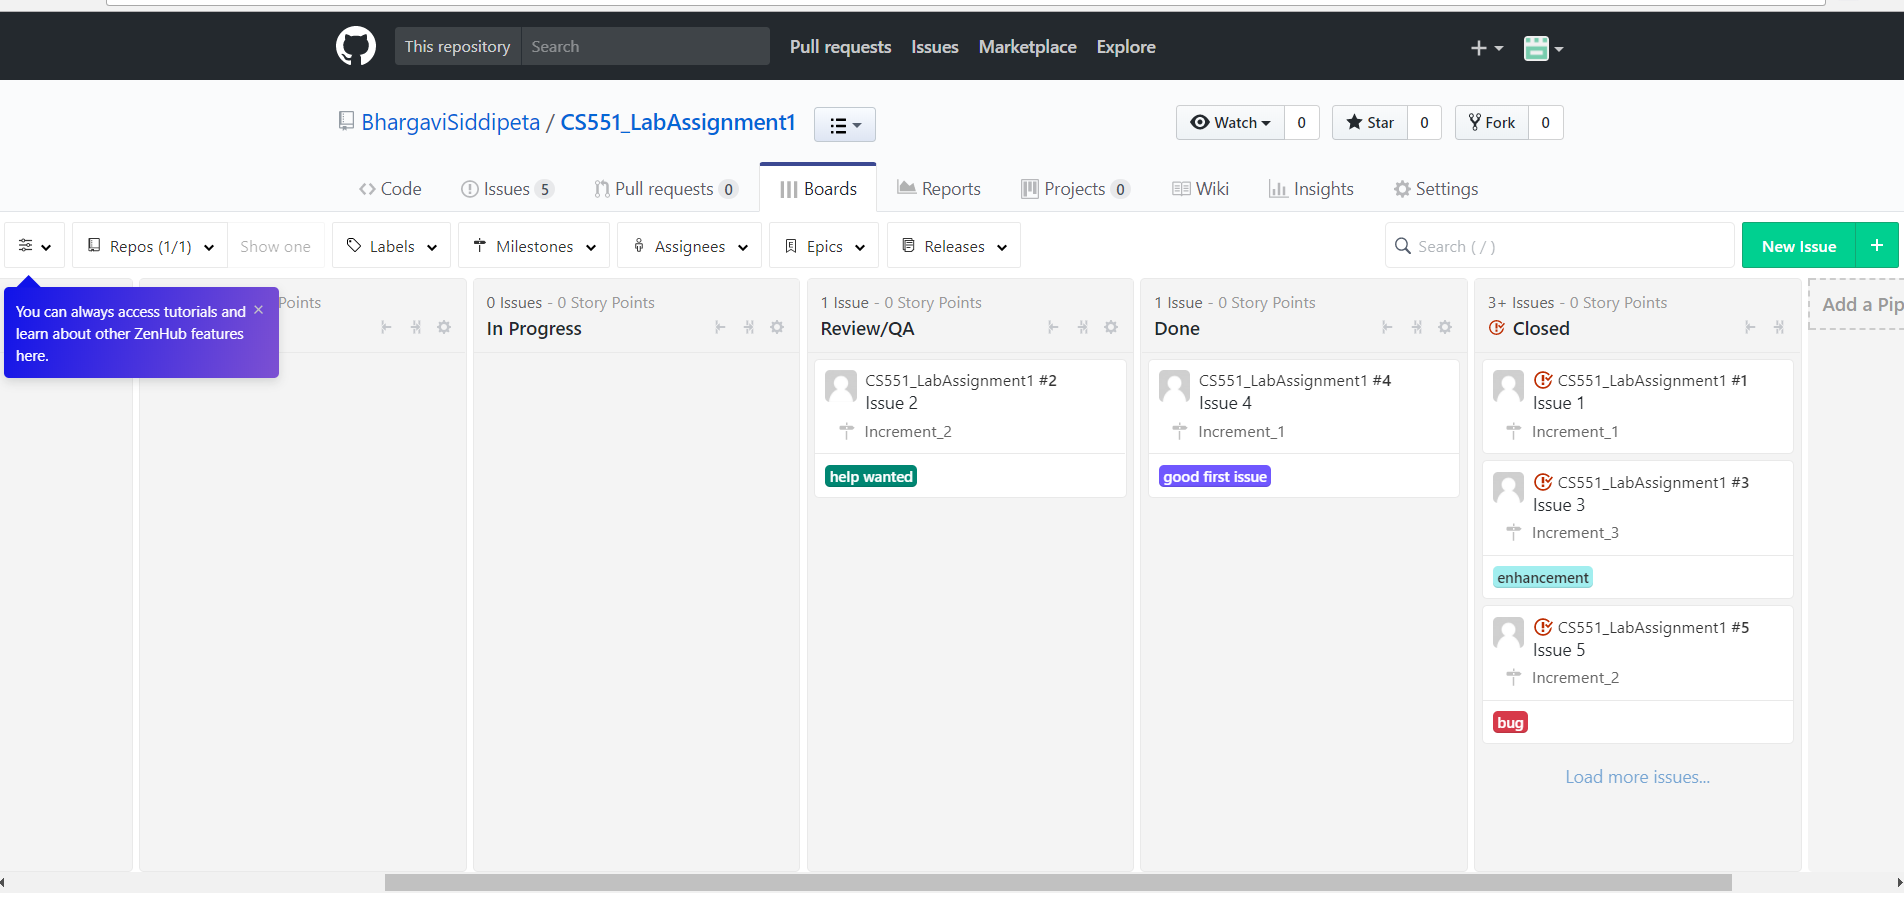 This repository Search Pull requests Issues Marketplace Explore
BhargaviSiddipeta / CS551_LabAssignment1 Watch 0 Star 0 Fork 0
Code Issues 5 Pull requests 0 Boards Reports Projects 0 Wiki Insights Settings
Repos (1/1) Show one Labels Milestones Assignees Epics Releases Search ( / ) New Issue +
You can always access tutorials and
learn about other ZenHub features
here.
Points
0 Issues - 0 Story Points
In Progress
1 Issue - 0 Story Points
Review/QA
CS551_LabAssignment1 #2
Issue 2
Increment_2
help wanted
1 Issue - 0 Story Points
Done
CS551_LabAssignment1 #4
Issue 4
Increment_1
good first issue
3+ Issues - 0 Story Points
Closed
CS551_LabAssignment1 #1
Issue 1
Increment_1
CS551_LabAssignment1 #3
Issue 3
Increment_3
enhancement
CS551_LabAssignment1 #5
Issue 5
Increment_2
bug
Load more issues...
Add a Pip